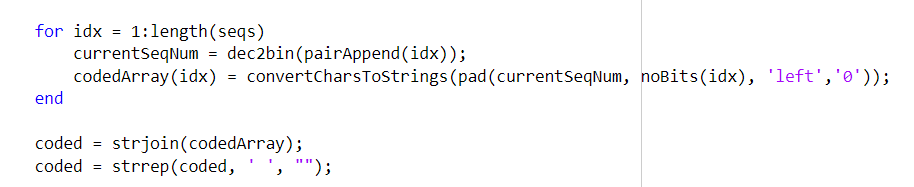 for idx = 1:length(seqs)
currentSeqNum = dec2bin(pairAppend(idx));
codedArray(idx) = convertCharsToStrings(pad(currentSeqNum, noBits(idx), 'left','0'));
end
coded = strjoin(codedArray);
coded = strrep(coded, ' ', "");